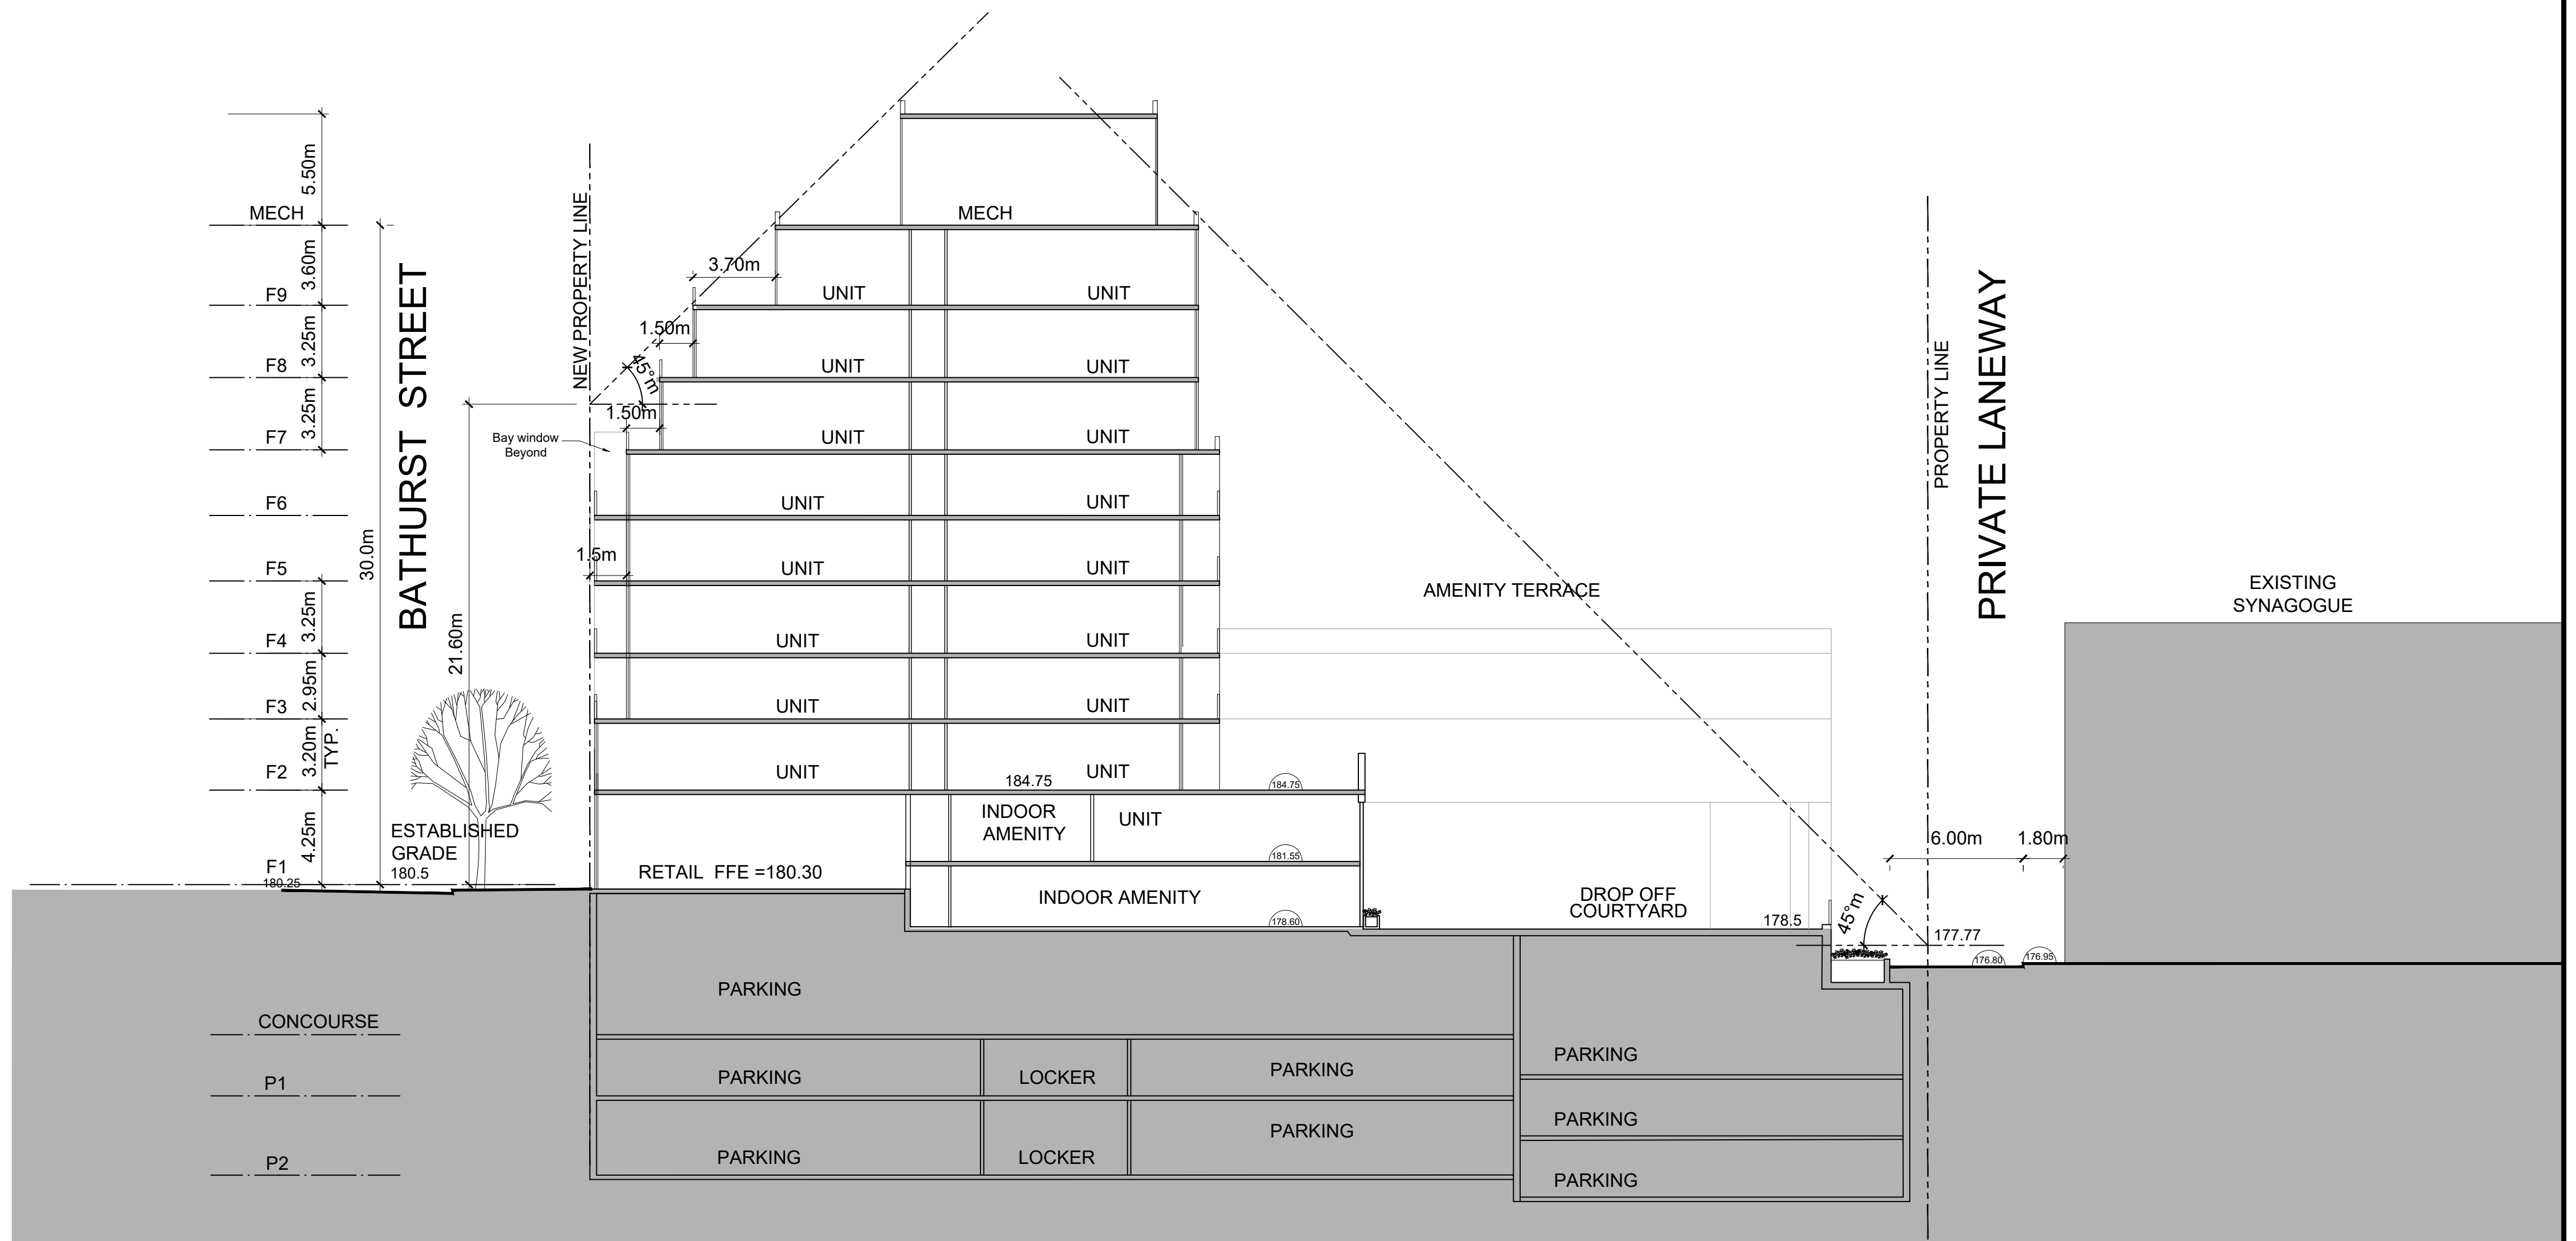 5.50m
MECH
3.60m
F9
3.25m
F8
3.25m
F7
F6
F5
3.25m
F4
2.95m
F3
3.20m
TYP.
F2
4.25m
F1
180.25
30.0m
BATHURST STREET
21.60m
ESTABLISHED
GRADE
180.5
NEW PROPERTY LINE
Bay window
Beyond
3.70m
1.50m
45°m
1.50m
1.5m
MECH
UNIT UNIT
UNIT UNIT
UNIT UNIT
UNIT UNIT
UNIT UNIT
UNIT UNIT
UNIT UNIT
UNIT UNIT
184.75
184.75
INDOOR
AMENITY
UNIT
181.55
RETAIL FFE =180.30
INDOOR AMENITY
178.60
AMENITY TERRACE
DROP OFF
COURTYARD
178.5
45°m
PROPERTY LINE
PRIVATE LANEWAY
6.00m
1.80m
177.77
176.80
176.95
EXISTING
SYNAGOGUE
PARKING
CONCOURSE
PARKING
LOCKER
PARKING
PARKING
P1
PARKING
PARKING
P2
PARKING
LOCKER
PARKING